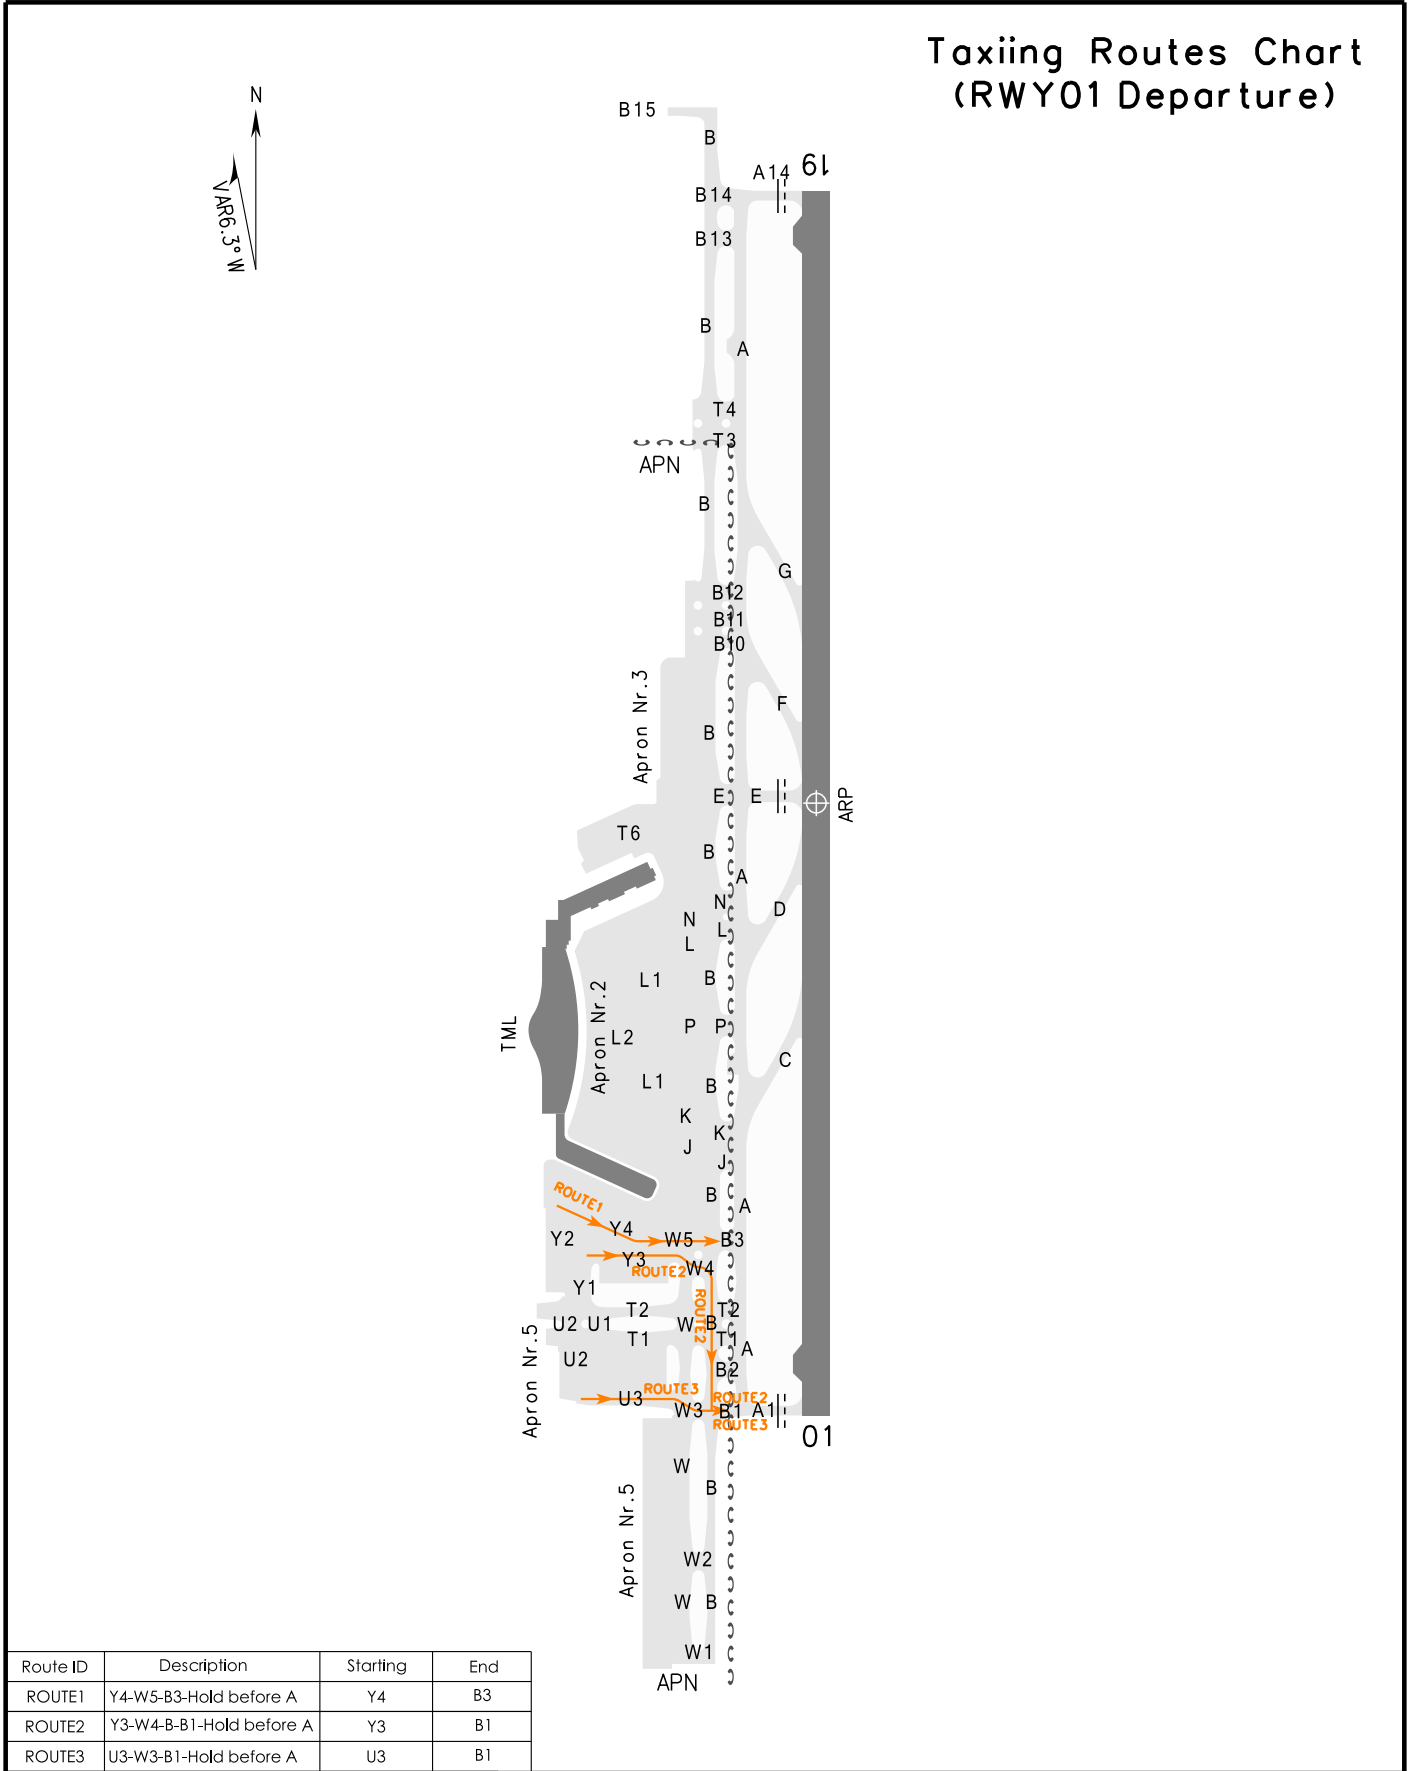 Taxiing Routes Chart
(RWY01 Departure)
N
VAR6.3° W
B15
B
A14
19
B14
B13
B
A
T4
T3
APN
B
G
B12
B11
B10
Apron Nr.3
F
B
E
E
ARP
T6
B
A
N
D
N
L
L
L1
B
Apron Nr.2
TML
P
P
L2
C
L1
B
K
K
J
J
ROUTE1
B
A
Y4
Y2
W5
B3
Y3
ROUTE2
W4
Y1
ROUTE2
T2
T2
U2
U1
W
B
T1
T1
A
Apron Nr.5
U2
B2
ROUTE3
U3
ROUTE2
W3
B1
A1
ROUTE3
01
W
B
Apron Nr.5
W2
W
B
W1
APN
Route ID Description Starting End
ROUTE1 Y4-W5-B3-Hold before A Y4 B3
ROUTE2 Y3-W4-B-B1-Hold before A Y3 B1
ROUTE3 U3-W3-B1-Hold before A U3 B1